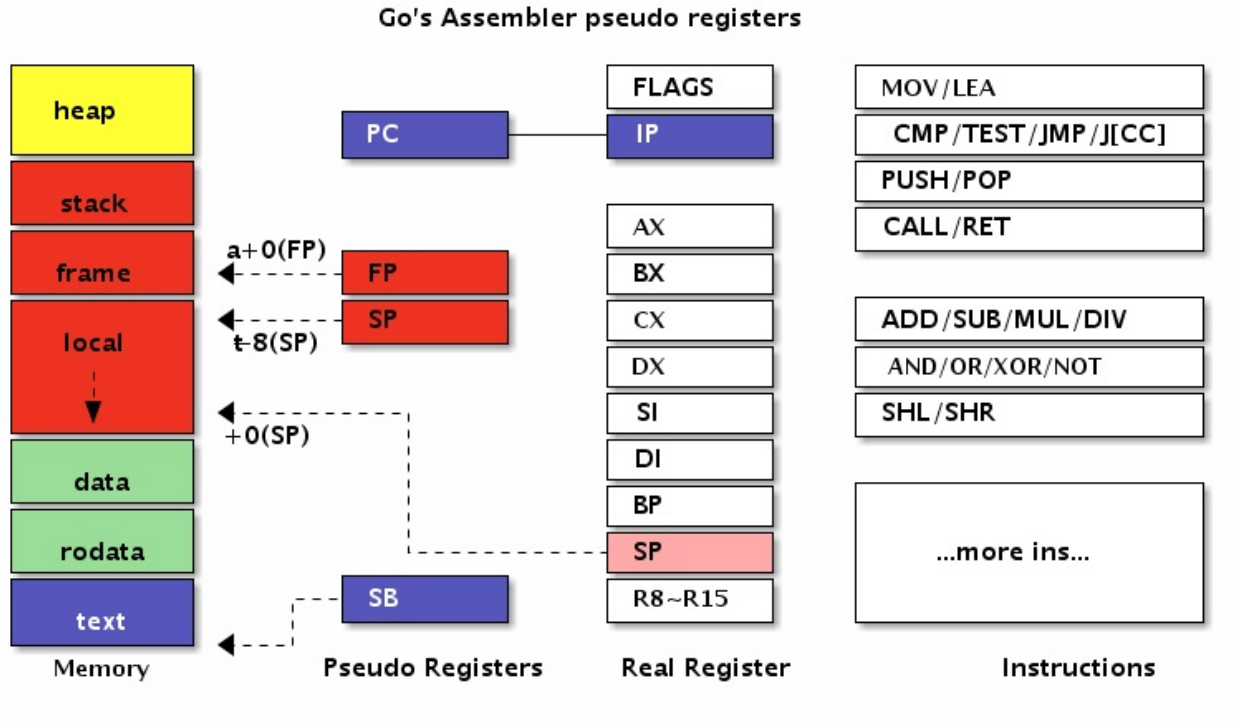 Go's Assembler pseudo registers
heap
stack
frame
local
data
rodata
text
Memory
PC
a+0(FP)
FP
SP
t-8(SP)
+0(SP)
SB
Pseudo Registers
FLAGS
IP
AX
BX
CX
DX
SI
DI
BP
SP
R8~R15
Real Register
MOV/LEA
CMP/TEST/JMP/J[CC]
PUSH/POP
CALL/RET
ADD/SUB/MUL/DIV
AND/OR/XOR/NOT
SHL/SHR
...more ins...
Instructions